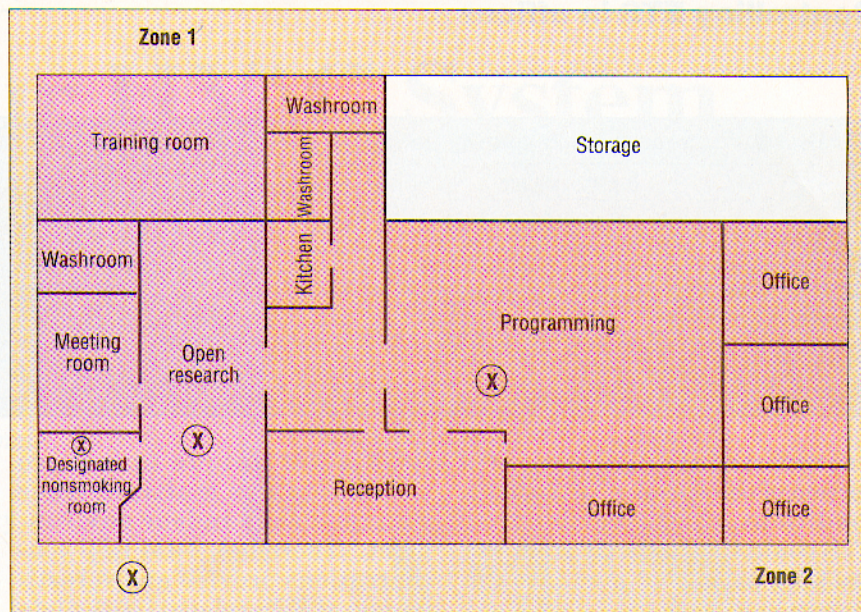 Zone 1
Washroom
Training room
Washroom
Storage
Washroom
Kitchen
Office
Meeting
room
Open
research
Programming
X
Office
X
X
Designated
nonsmoking
room
Reception
Office
Office
X
Zone 2